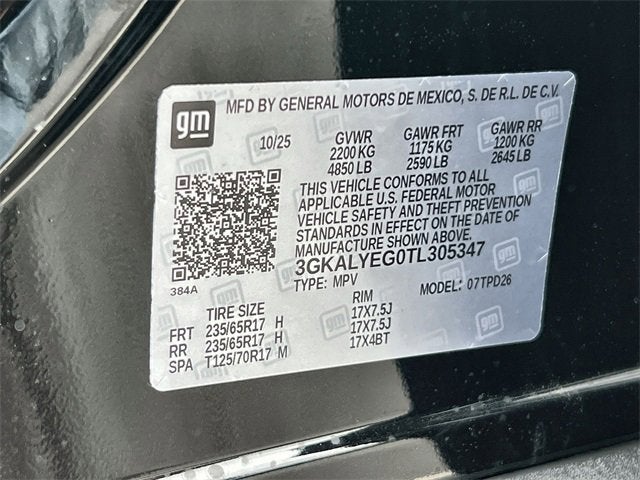 gm
MFD BY GENERAL MOTORS DE MEXICO, S. DE R.L. DE C.V.
10/25 GVWR GAWR FRT GAWR RR
2200 KG 1175 KG 1200 KG
4850 LB 2590 LB 2645 LB
THIS VEHICLE CONFORMS TO ALL
APPLICABLE U.S. FEDERAL MOTOR
VEHICLE SAFETY AND THEFT PREVENTION
STANDARDS IN EFFECT ON THE DATE OF
MANUFACTURE SHOWN ABOVE.
3GKALYEG0TL305347
384A
TYPE: MPV MODEL: 07TPD26
TIRE SIZE RIM
FRT 235/65R17 H 17X7.5J
RR 235/65R17 H 17X7.5J
SPA T125/70R17 M 17X4BT